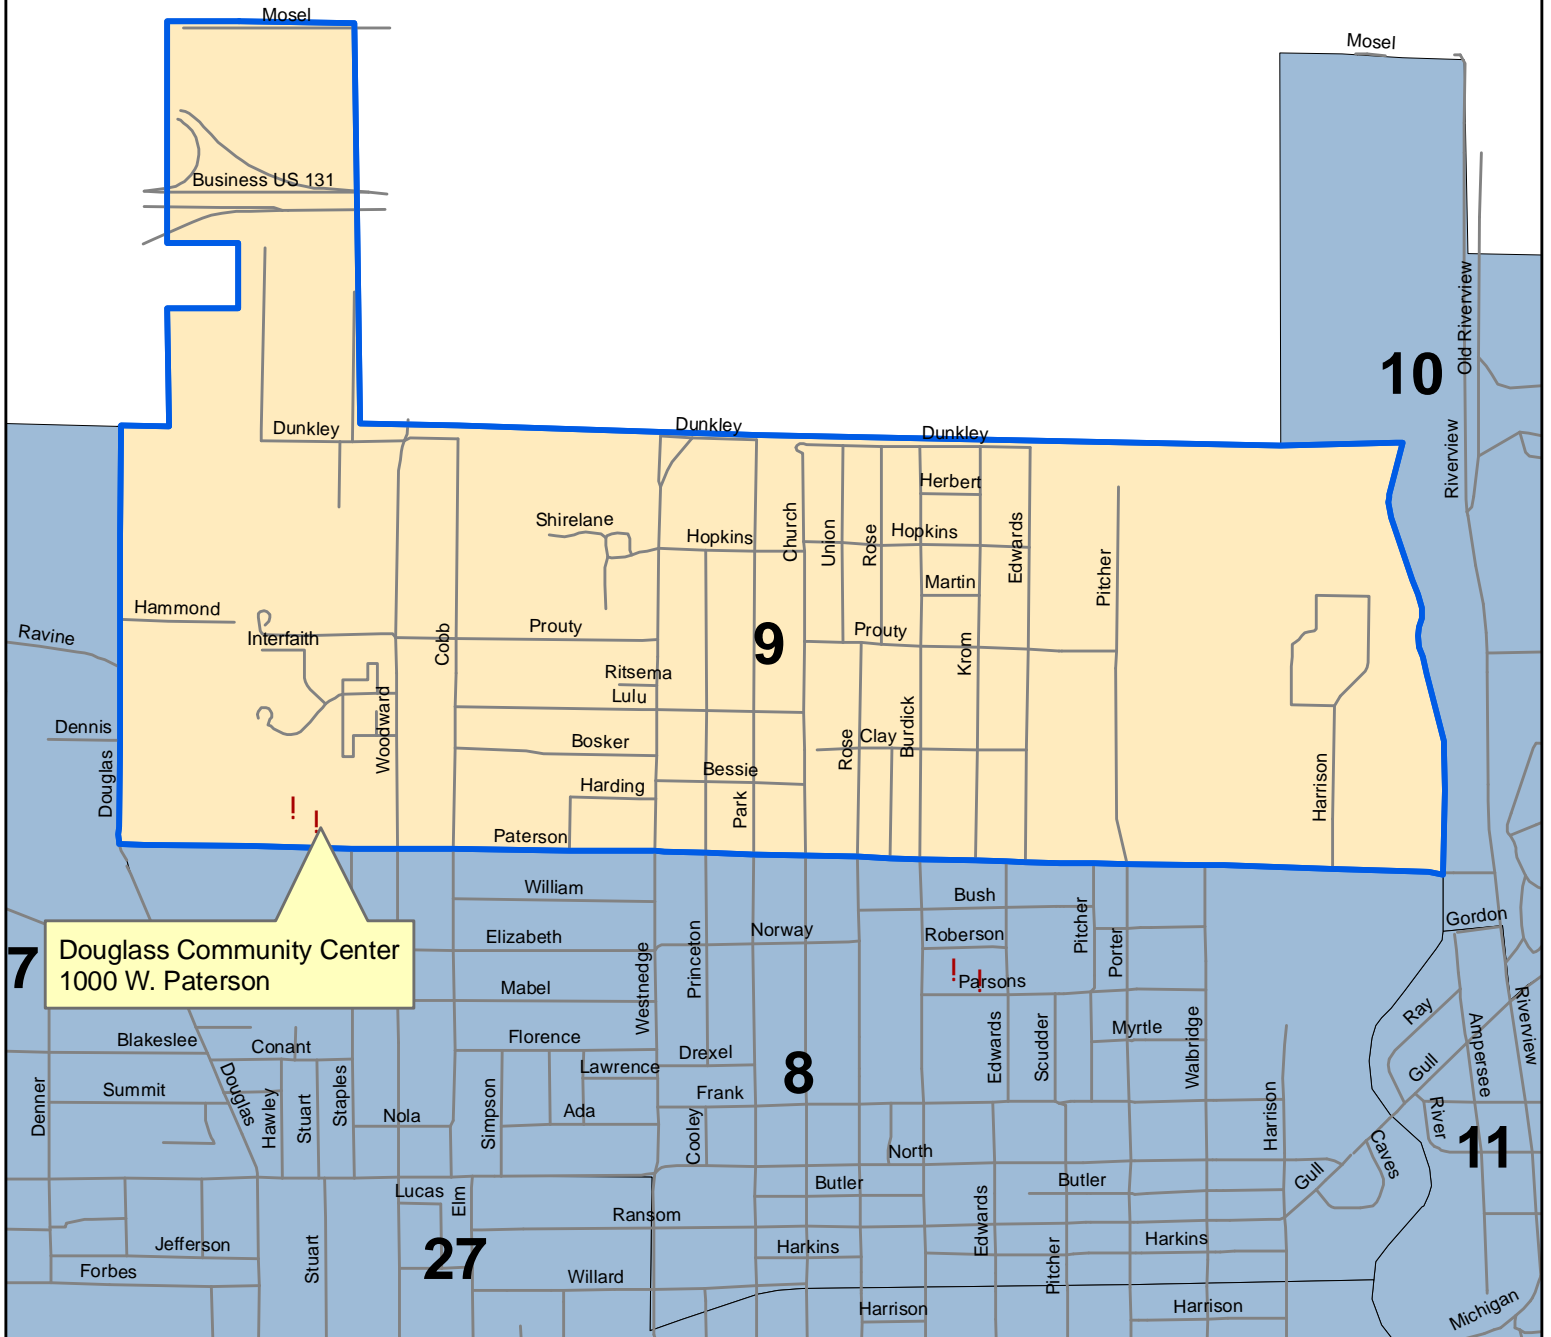 Mosel
Mosel
Business US 131
Old Riverview
10
Dunkley
Dunkley
Dunkley
Riverview
Herbert
Shirelane
Hopkins
Church
Union
Rose
Hopkins
Edwards
Pitcher
Martin
Hammond
Ravine
Interfaith
Cobb
Prouty
9
Prouty
Krom
Ritsema
Lulu
Woodward
Dennis
Douglas
Bosker
Rose
Clay
Burdick
Bessie
Harding
Park
Harrison
Paterson
!
!
William
Bush
Gordon
7
Douglass Community Center
1000 W. Paterson
Elizabeth
Westnedge
Princeton
Norway
Roberson
Pitcher
Porter
!
!
Parsons
Mabel
Riverview
Ray
Ampersee
Blakeslee
Conant
Florence
Drexel
8
Edwards
Scudder
Myrtle
Walbridge
Gull
Lawrence
Denner
Summit
Douglas
Hawley
Stuart
Staples
Nola
Simpson
Ada
Frank
Cooley
Harrison
River
11
North
Caves
Gull
Lucas
Elm
Butler
Butler
Ransom
Edwards
Jefferson
Stuart
27
Harkins
Pitcher
Harkins
Forbes
Willard
Harrison
Harrison
Michigan